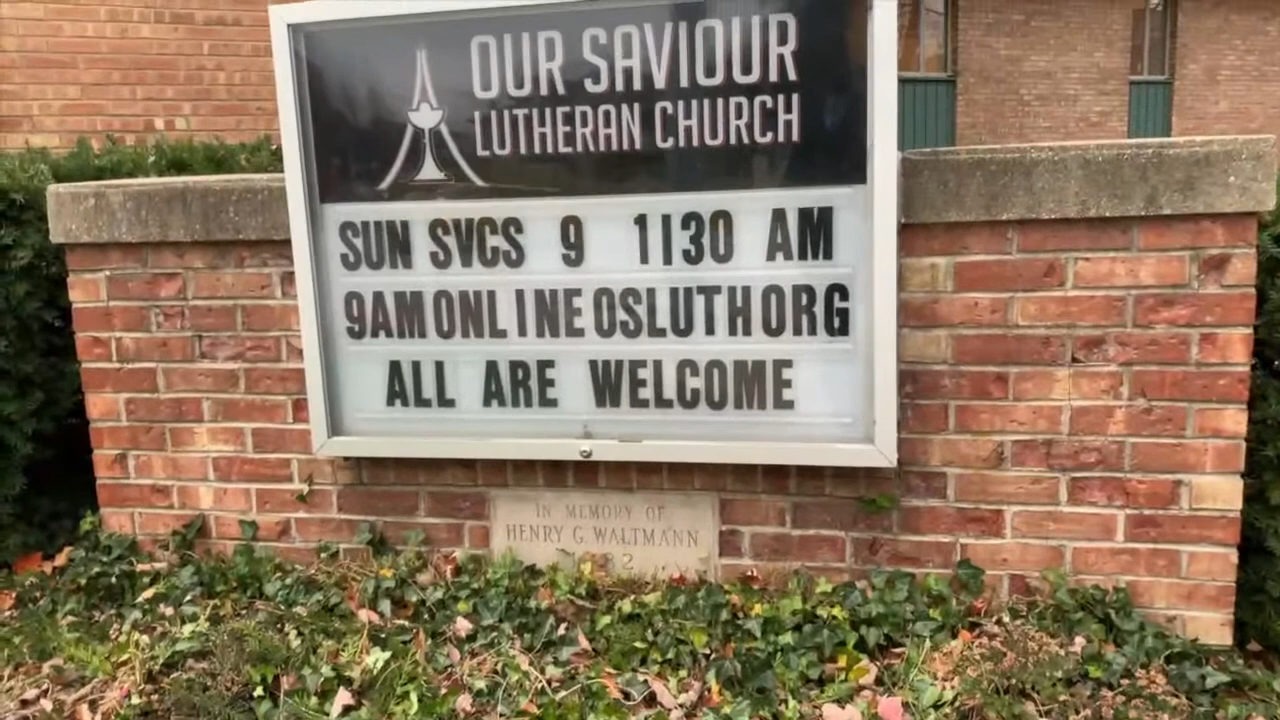 OUR SAVIOUR
LUTHERAN CHURCH
SUN SVCS 9 1130 AM
9AM ONLINE OSLUTH ORG
ALL ARE WELCOME
IN MEMORY OF
HENRY G. WALTMANN